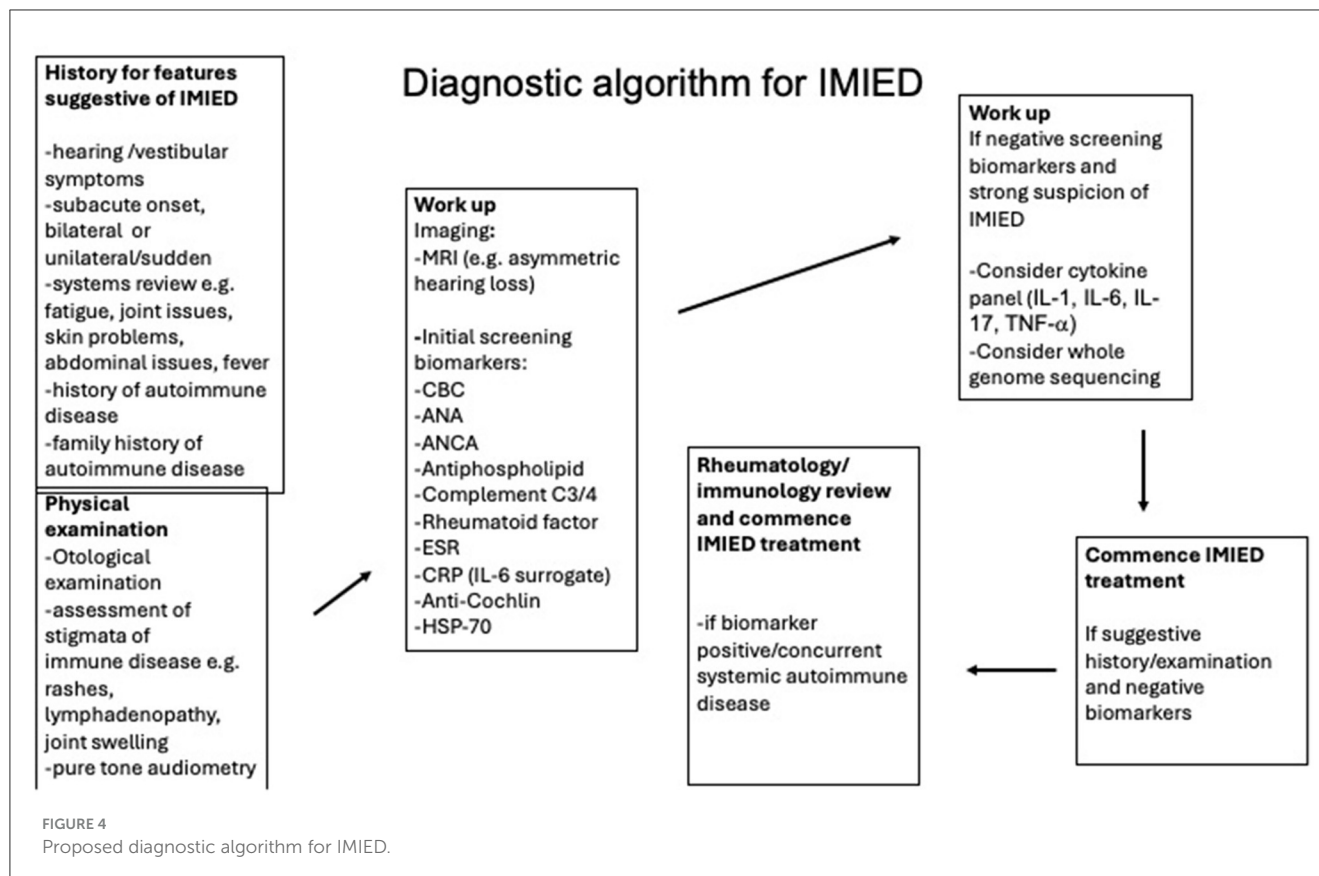 Diagnostic algorithm for IMIED
History for features
suggestive of IMIED
-hearing /vestibular
symptoms
-subacute onset,
bilateral or
unilateral/sudden
-systems review e.g.
fatigue, joint issues,
skin problems,
abdominal issues, fever
-history of autoimmune
disease
-family history of
autoimmune disease
Physical
examination
-Otological
examination
-assessment of
stigmata of
immune disease e.g.
rashes,
lymphadenopathy,
joint swelling
-pure tone audiometry
Work up
Imaging:
-MRI (e.g. asymmetric
hearing loss)
-Initial screening
biomarkers:
-CBC
-ANA
-ANCA
-Antiphospholipid
-Complement C3/4
-Rheumatoid factor
-ESR
-CRP (IL-6 surrogate)
-Anti-Cochlin
-HSP-70
Work up
If negative screening
biomarkers and
strong suspicion of
IMIED
-Consider cytokine
panel (IL-1, IL-6, IL-
17, TNF-α)
-Consider whole
genome sequencing
Commence IMIED
treatment
If suggestive
history/examination
and negative
biomarkers
Rheumatology/
immunology review
and commence
IMIED treatment
-if biomarker
positive/concurrent
systemic autoimmune
disease
FIGURE 4
Proposed diagnostic algorithm for IMIED.